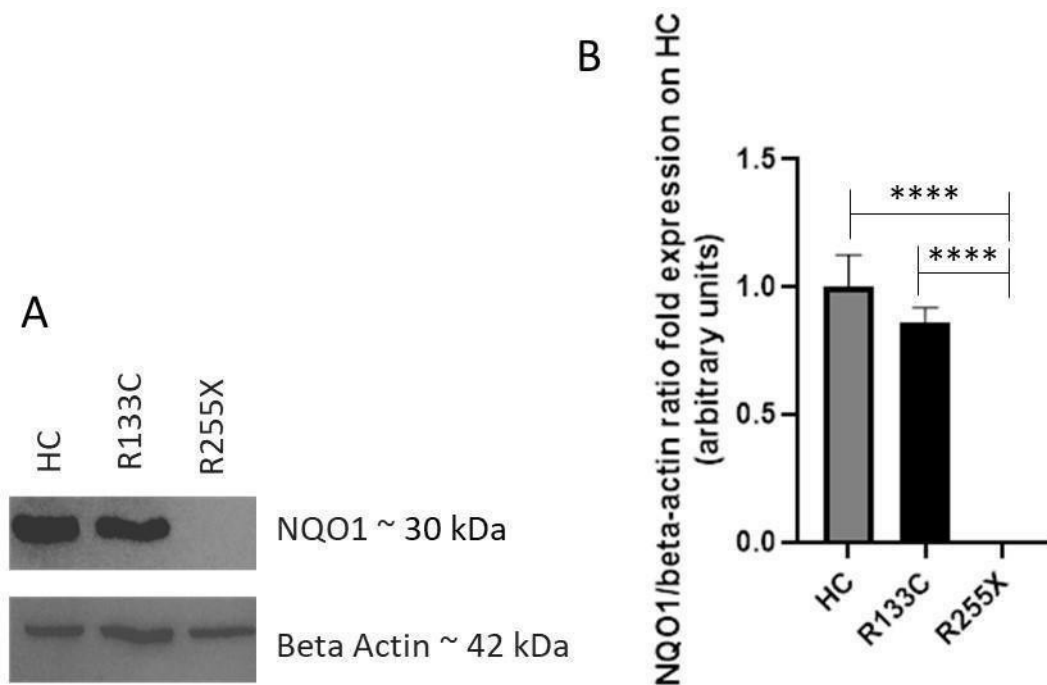 A
HC
R133C
R255X
NQO1 ~ 30 kDa
Beta Actin ~ 42 kDa
B
NQO1/beta-actin ratio fold expression on HC
(arbitrary units)
1.5
1.0
0.5
0.0
****
****
HC
R133C
R255X